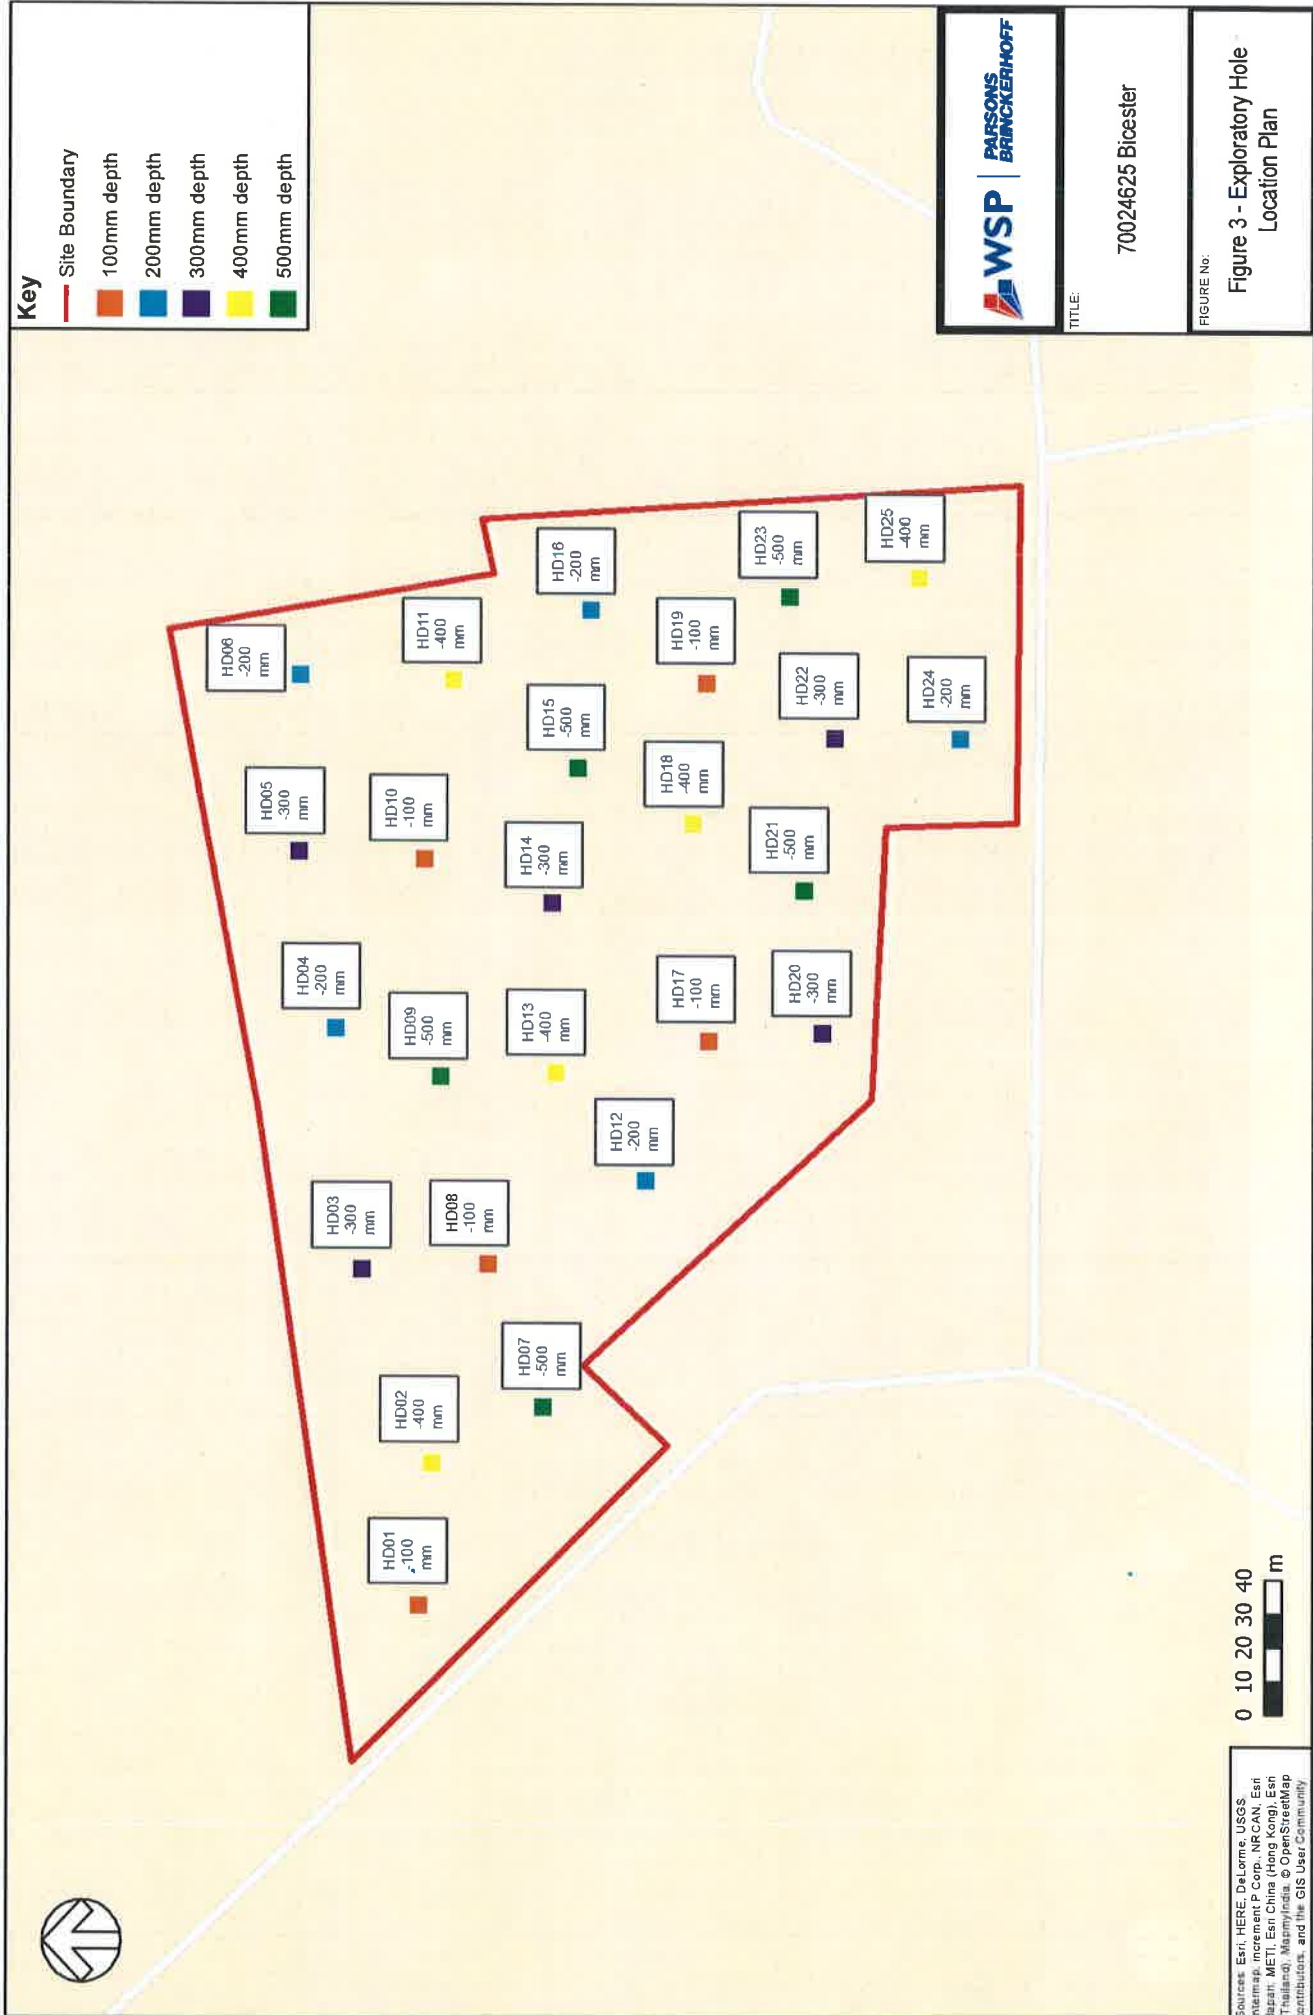 Key
Site Boundary
100mm depth
200mm depth
300mm depth
400mm depth
500mm depth
HD01
-100
mm
HD02
-400
mm
HD03
-300
mm
HD04
-200
mm
HD05
-300
mm
HD06
-200
mm
HD07
-500
mm
HD08
-100
mm
HD09
-500
mm
HD10
-100
mm
HD11
-400
mm
HD12
-200
mm
HD13
-400
mm
HD14
-300
mm
HD15
-500
mm
HD16
-200
mm
HD17
-100
mm
HD18
-400
mm
HD19
-100
mm
HD20
-300
mm
HD21
-500
mm
HD22
-300
mm
HD23
-500
mm
HD24
-200
mm
HD25
-400
mm
Sources: Esri, HERE, DeLorme, USGS,
ntermap, increment P Corp., NRCAN, Esri
Japan, METI, Esri China (Hong Kong), Esri
Thailand), MapmyIndia, © OpenStreetMap
contributors, and the GIS User Community
0 10 20 30 40
m
WSP
PARSONS
BRINCKERHOFF
TITLE:
70024625 Bicester
FIGURE No:
Figure 3 - Exploratory Hole
Location Plan